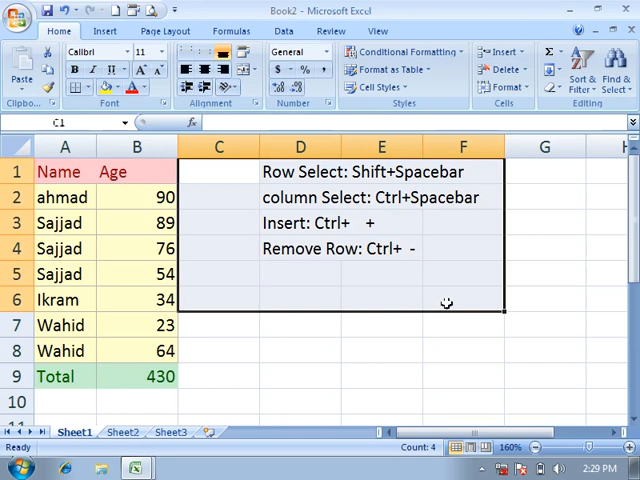 Book2 - Microsoft Excel
Home Insert Page Layout Formulas Data Review View
Paste
Calibri 11
B I U
A A
General
$ % ,
Conditional Formatting
Format as Table
Cell Styles
Insert
Delete
Format
Σ
Sort & Filter
Find & Select
Clipbo... Font Alignment Number Styles Cells Editing
C1 fx
A B C D E F G H
1 Name Age Row Select: Shift+Spacebar
2 ahmad 90 column Select: Ctrl+Spacebar
3 Sajjad 89 Insert: Ctrl+ +
4 Sajjad 76 Remove Row: Ctrl+ -
5 Sajjad 54
6 Ikram 34
7 Wahid 23
8 Wahid 64
9 Total 430
10
11
Sheet1 Sheet2 Sheet3
Ready Count: 4 160%
2:29 PM